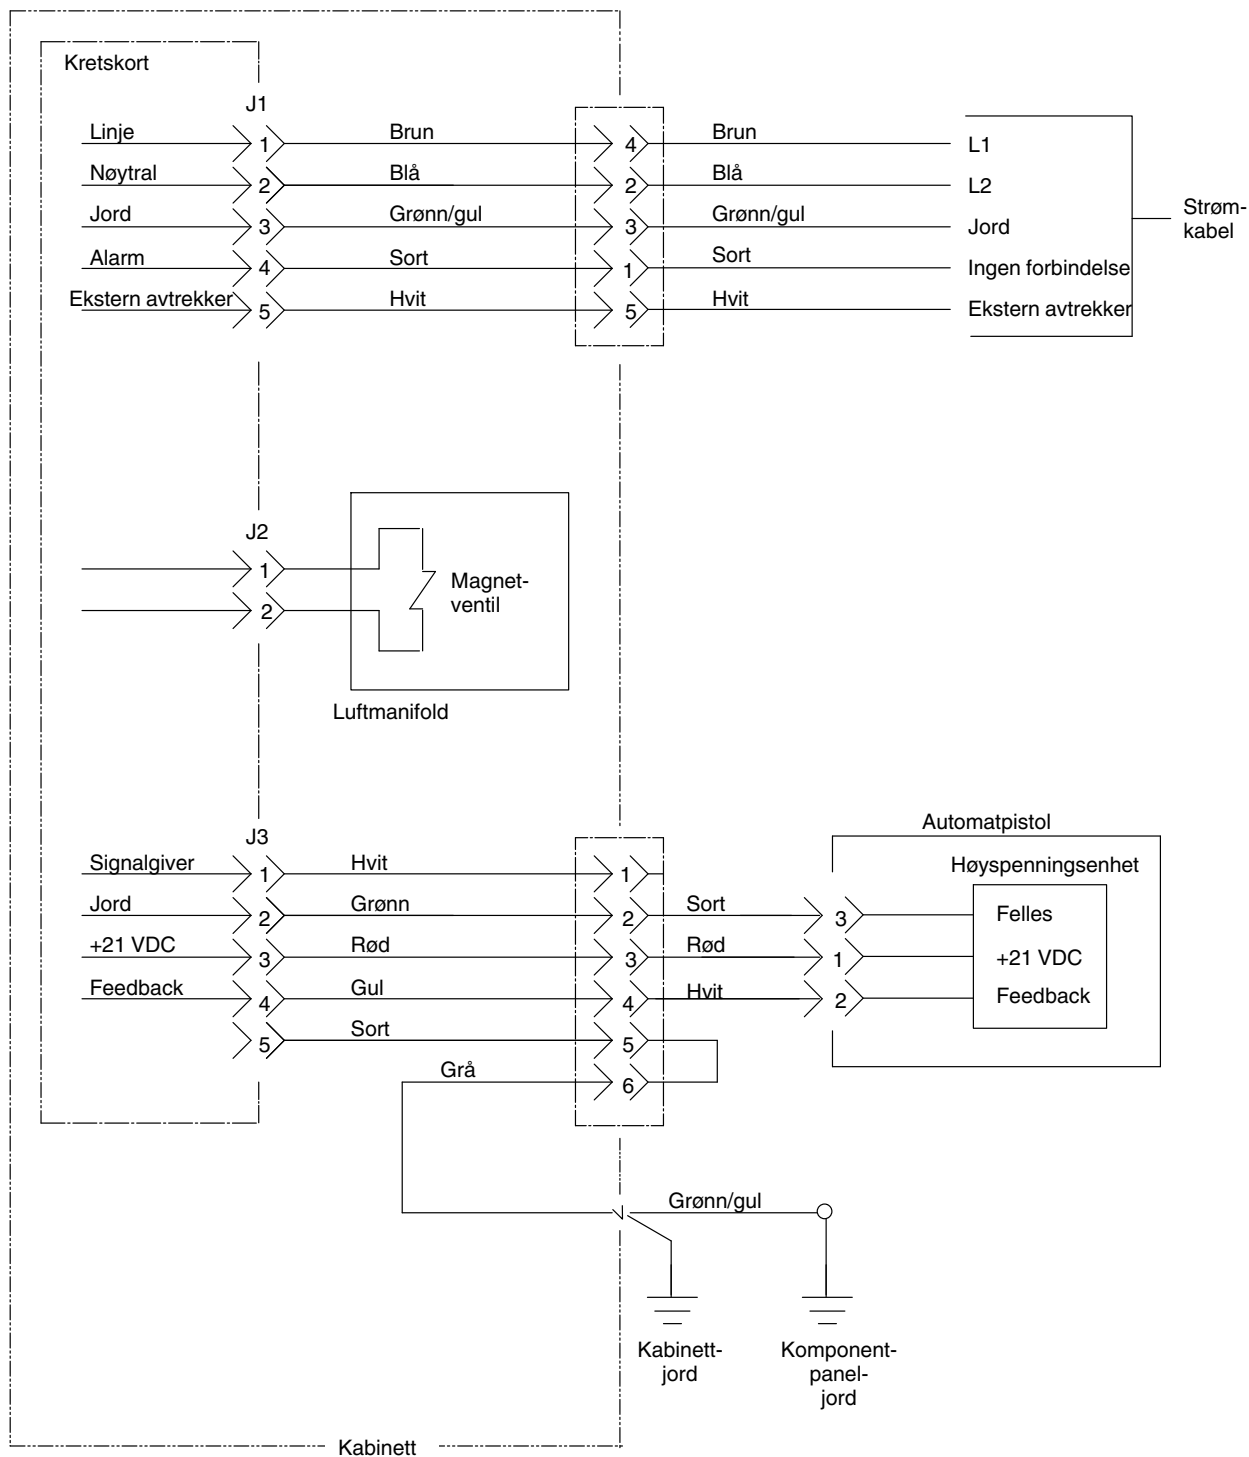 Kretskort
J1
Linje 1 Brun 4 Brun L1
Nøytral 2 Blå 2 Blå L2
Jord 3 Grønn/gul 3 Grønn/gul Jord
Alarm 4 Sort 1 Sort Ingen forbindelse
Ekstern avtrekker 5 Hvit 5 Hvit Ekstern avtrekker
Strøm-
kabel
J2
1
2
Magnet-
ventil
Luftmanifold
Automatpistol
Høyspenningsenhet
J3
Signalgiver 1 Hvit 1
Jord 2 Grønn 2 Sort 3 Felles
+21 VDC 3 Rød 3 Rød 1 +21 VDC
Feedback 4 Gul 4 Hvit 2 Feedback
5 Sort 5
Grå 6
Grønn/gul
Kabinett-
jord
Komponent-
panel-
jord
Kabinett